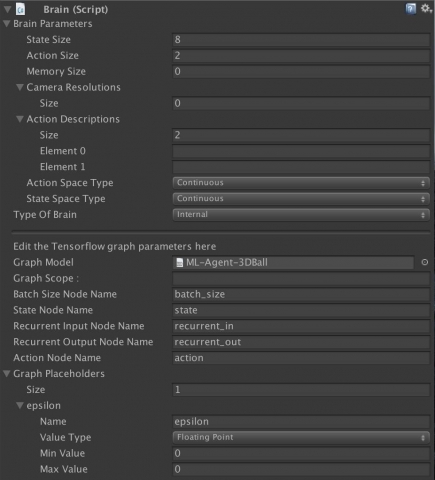 Brain (Script)
Brain Parameters
State Size 8
Action Size 2
Memory Size 0
Camera Resolutions
Size 0
Action Descriptions
Size 2
Element 0
Element 1
Action Space Type Continuous
State Space Type Continuous
Type Of Brain Internal
Edit the Tensorflow graph parameters here
Graph Model ML-Agent-3DBall
Graph Scope :
Batch Size Node Name batch_size
State Node Name state
Recurrent Input Node Name recurrent_in
Recurrent Output Node Name recurrent_out
Action Node Name action
Graph Placeholders
Size 1
epsilon
Name epsilon
Value Type Floating Point
Min Value 0
Max Value 0